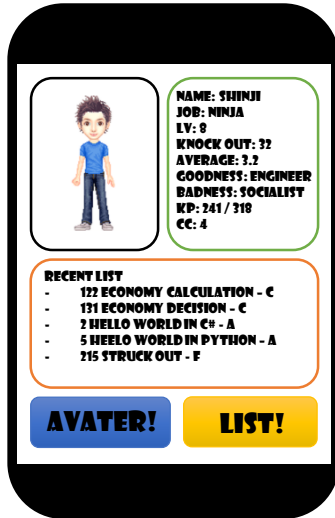 NAME: SHINJI
JOB: NINJA
LV: 8
KNOCK OUT: 32
AVERAGE: 3.2
GOODNESS: ENGINEER
BADNESS: SOCIALIST
KP: 241 / 318
CC: 4
RECENT LIST
- 122 ECONOMY CALCULATION - C
- 131 ECONOMY DECISION - C
- 2 HELLO WORLD IN C# - A
- 5 HEELO WORLD IN PYTHON - A
- 215 STRUCK OUT - F
AVATER!
LIST!